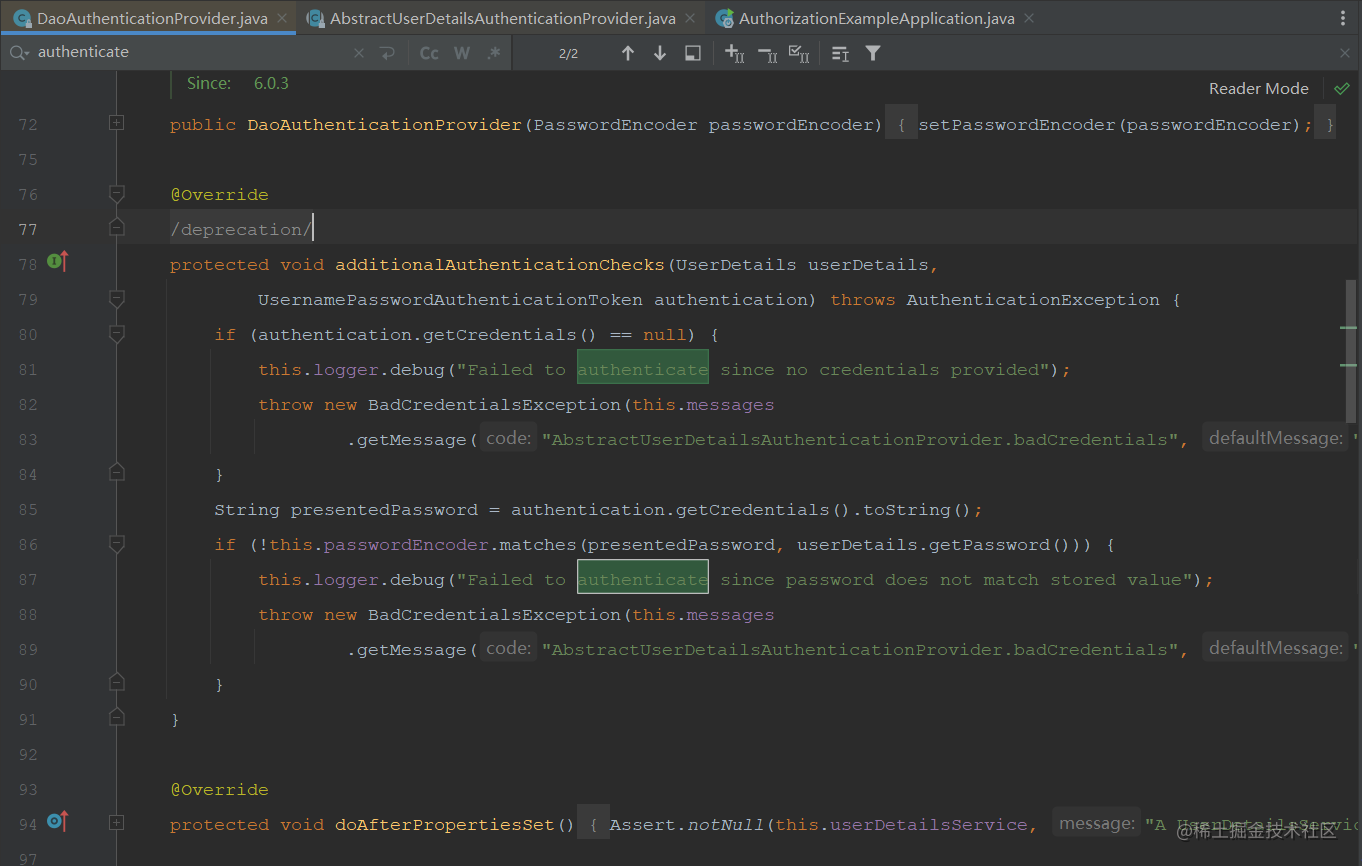 DaoAuthenticationProvider.java AbstractUserDetailsAuthenticationProvider.java AuthorizationExampleApplication.java
authenticate Cc W .* 2/2
Since: 6.0.3
Reader Mode
72 public DaoAuthenticationProvider(PasswordEncoder passwordEncoder) { setPasswordEncoder(passwordEncoder); }
75
76 @Override
77 /deprecation/
78 protected void additionalAuthenticationChecks(UserDetails userDetails,
79 UsernamePasswordAuthenticationToken authentication) throws AuthenticationException {
80 if (authentication.getCredentials() == null) {
81 this.logger.debug("Failed to authenticate since no credentials provided");
82 throw new BadCredentialsException(this.messages
83 .getMessage( code: "AbstractUserDetailsAuthenticationProvider.badCredentials", defaultMessage: "
84 }
85 String presentedPassword = authentication.getCredentials().toString();
86 if (!this.passwordEncoder.matches(presentedPassword, userDetails.getPassword())) {
87 this.logger.debug("Failed to authenticate since password does not match stored value");
88 throw new BadCredentialsException(this.messages
89 .getMessage( code: "AbstractUserDetailsAuthenticationProvider.badCredentials", defaultMessage: "
90 }
91 }
92
93 @Override
94 protected void doAfterPropertiesSet() { Assert.notNull(this.userDetailsService, message: "A UserDetailsServic
@稀土掘金技术社区
97